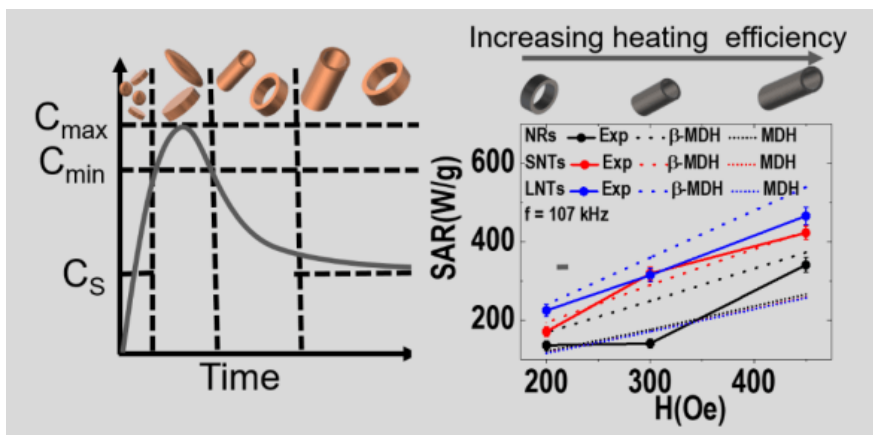 Cmax
Cmin
CS
Time
Increasing heating efficiency
NRs Exp β-MDH MDH
SNTs Exp β-MDH MDH
LNTs Exp β-MDH MDH
f = 107 kHz
SAR(W/g)
600
400
200
200 300 400
H(Oe)